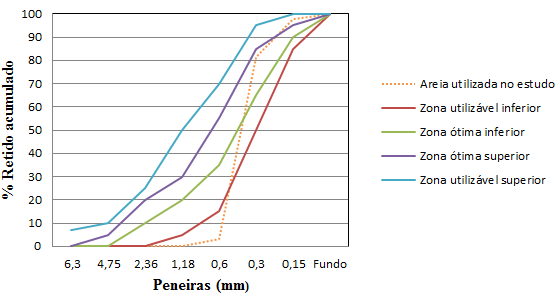 % Retido acumulado
100
90
80
70
60
50
40
30
20
10
0
6,3 4,75 2,36 1,18 0,6 0,3 0,15 Fundo
Peneiras (mm)
Areia utilizada no estudo
Zona utilizável inferior
Zona ótima inferior
Zona ótima superior
Zona utilizável superior